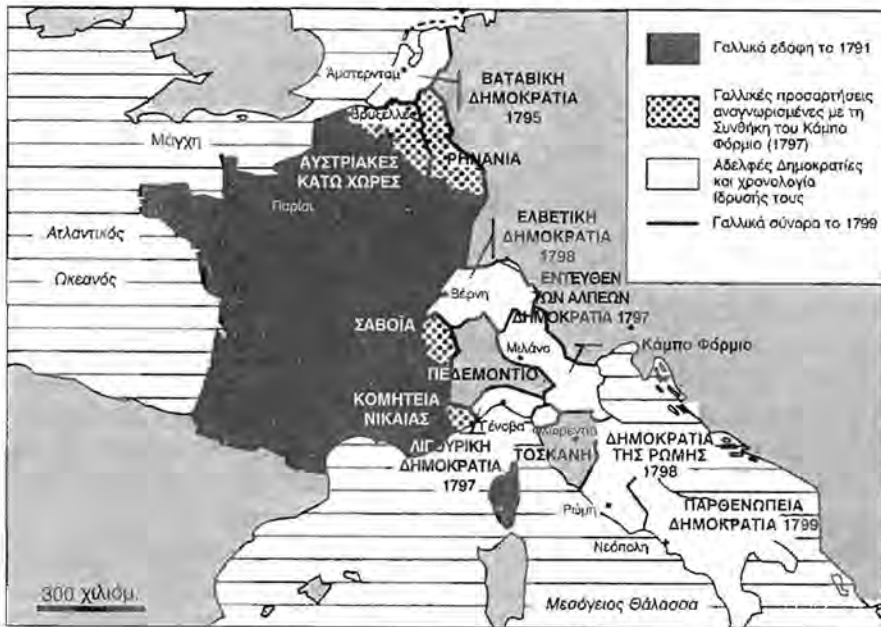 Γαλλικά εδάφη το 1791
Γαλλικές προσαρτήσεις
αναγνωρισμένες με τη
Συνθήκη του Κάμπο
Φόρμιο (1797)
Αδελφές Δημοκρατίες
και χρονολογία
ίδρυσής τους
Γαλλικά σύνορα το 1799
Άμστερνταμ
ΒΑΤΑΒΙΚΗ
ΔΗΜΟΚΡΑΤΙΑ
1795
Βρυξέλλες
Μάγχη
ΡΗΝΑΝΙΑ
ΑΥΣΤΡΙΑΚΕΣ
ΚΑΤΩ ΧΩΡΕΣ
Παρίσι
Ατλαντικός
Ωκεανός
ΕΛΒΕΤΙΚΗ
ΔΗΜΟΚΡΑΤΙΑ
1798
Βέρνη
ΕΝΤΕΥΘΕΝ
ΤΩΝ ΑΛΠΕΩΝ
ΔΗΜΟΚΡΑΤΙΑ 1797
ΣΑΒΟΪΑ
Μιλάνο
Κάμπο Φόρμιο
ΠΕΔΕΜΟΝΤΙΟ
ΚΟΜΗΤΕΙΑ
ΝΙΚΑΙΑΣ
Γένοβα
Φλωρεντία
ΛΙΓΟΥΡΙΚΗ
ΔΗΜΟΚΡΑΤΙΑ
1797
ΤΟΣΚΑΝΗ
ΔΗΜΟΚΡΑΤΙΑ
ΤΗΣ ΡΩΜΗΣ
1798
Ρώμη
ΠΑΡΘΕΝΩΠΕΙΑ
ΔΗΜΟΚΡΑΤΙΑ 1799
Νεόπολη
300 χιλιόμ.
Μεσόγειος Θάλασσα